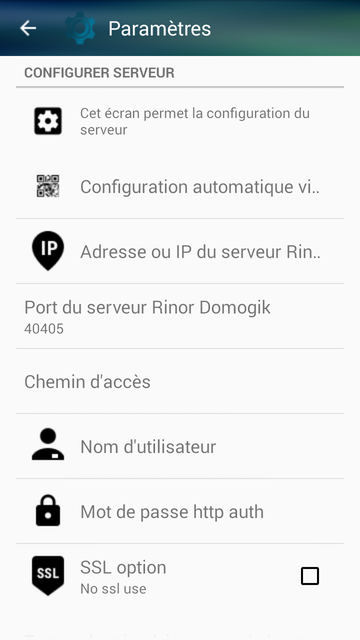 Paramètres
CONFIGURER SERVEUR
Cet écran permet la configuration du
serveur
Configuration automatique vi..
IP
Adresse ou IP du serveur Rin..
Port du serveur Rinor Domogik
40405
Chemin d'accès
Nom d'utilisateur
Mot de passe http auth
SSL
SSL option
No ssl use